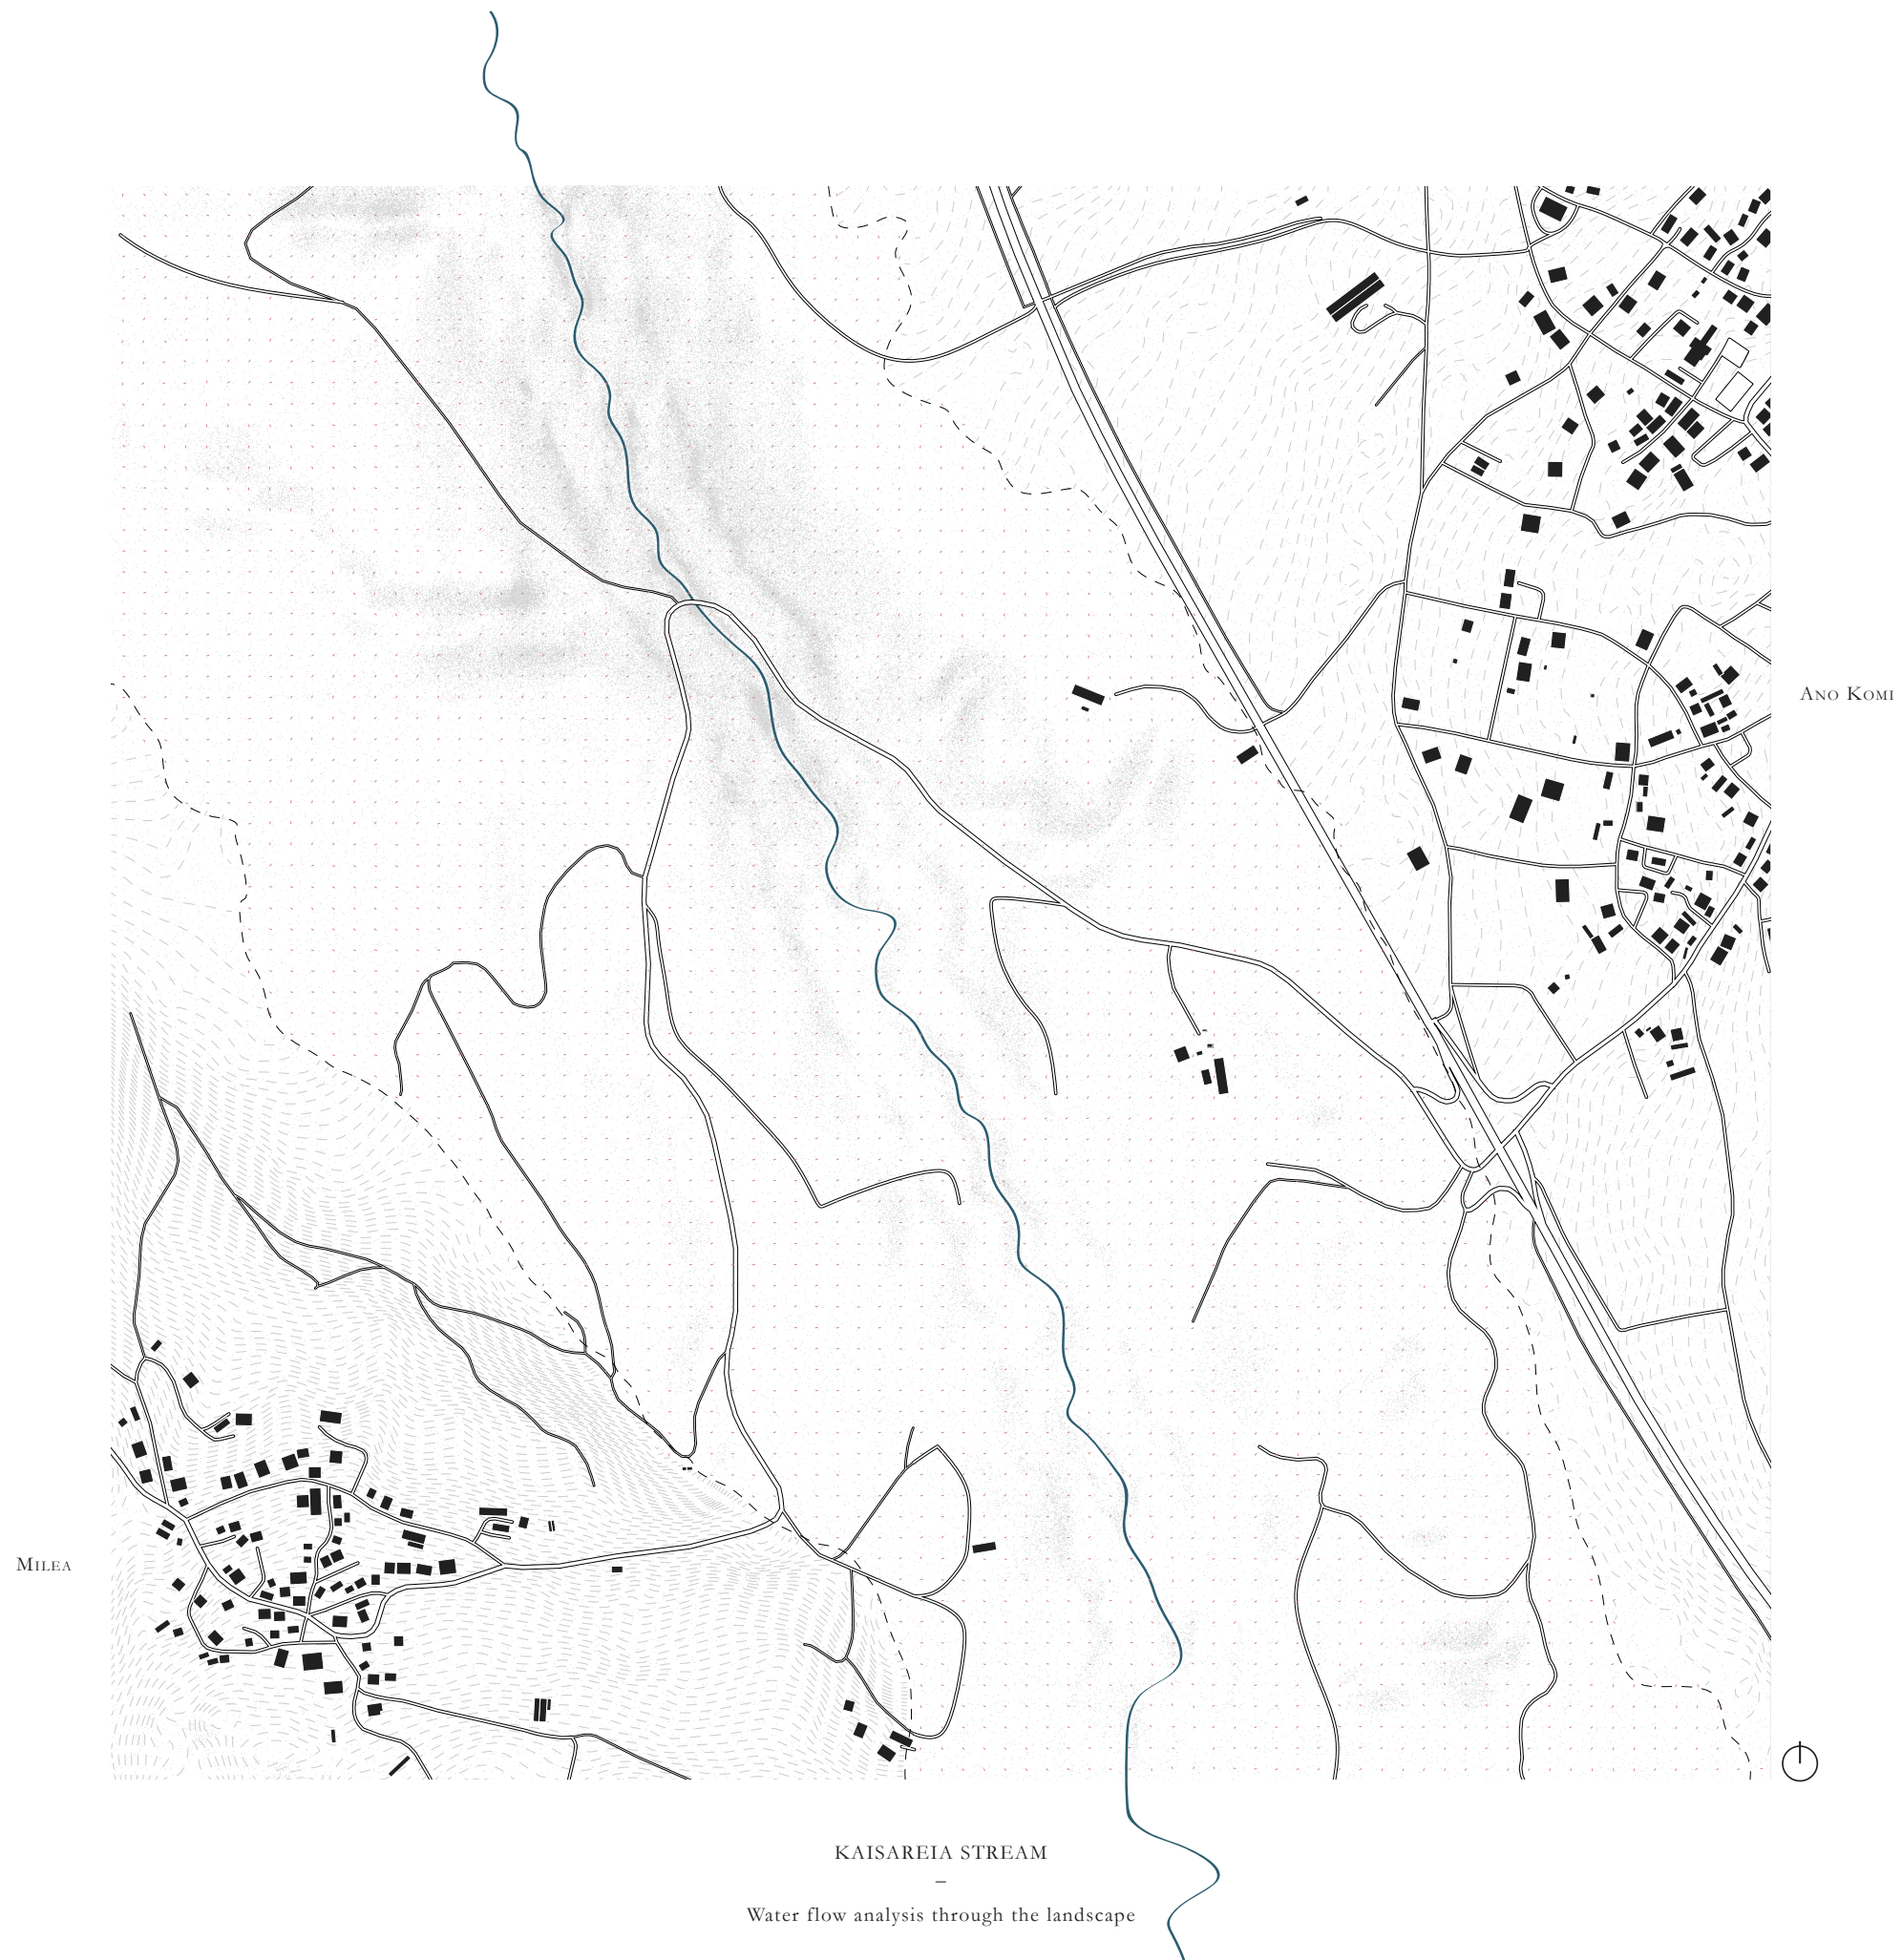 Ano Komi
Milea
KAISAREIA STREAM
–
Water flow analysis through the landscape